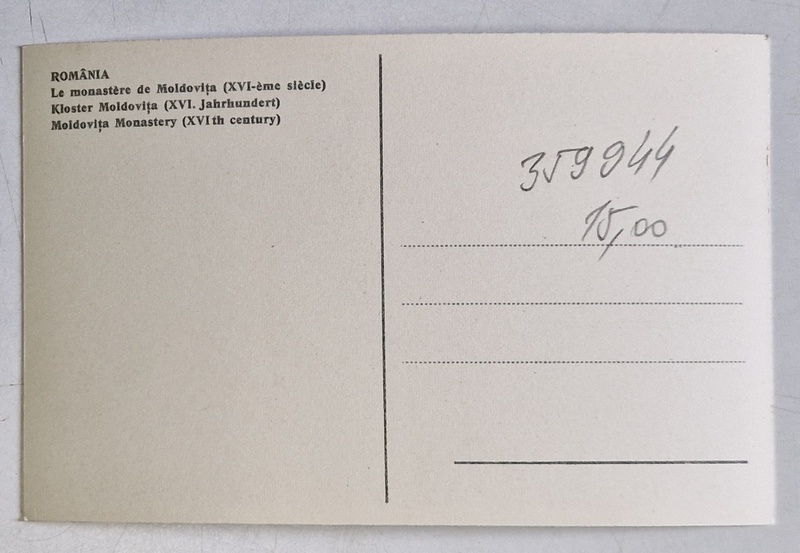 ROMÂNIA
Le monastère de Moldovița (XVI-ème siècle)
Kloster Moldovița (XVI. Jahrhundert)
Moldovița Monastery (XVIth century)
359944
15,00